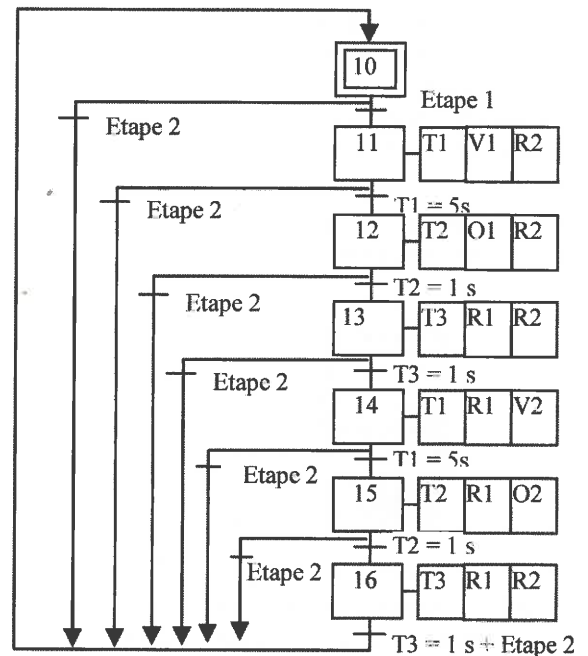 10
Etape 1
Etape 2
11 T1 V1 R2
T1 = 5s
Etape 2
12 T2 O1 R2
T2 = 1 s
Etape 2
13 T3 R1 R2
T3 = 1 s
Etape 2
14 T1 R1 V2
T1 = 5s
Etape 2
15 T2 R1 O2
T2 = 1 s
Etape 2
16 T3 R1 R2
T3 = 1 s + Etape 2